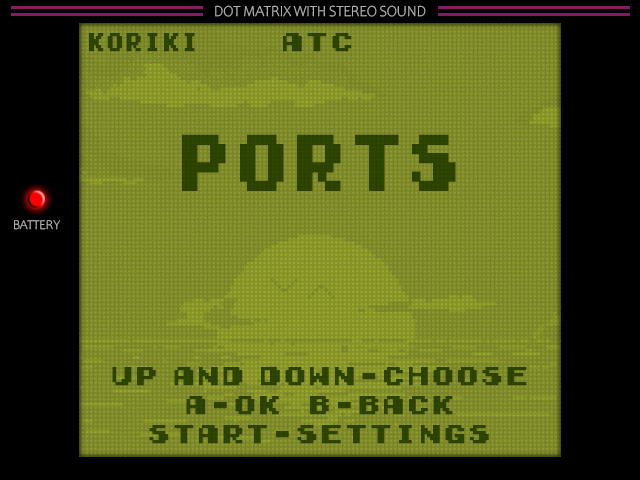 DOT MATRIX WITH STEREO SOUND
KORIKI ATC
PORTS
BATTERY
UP AND DOWN-CHOOSE
A-OK B-BACK
START-SETTINGS